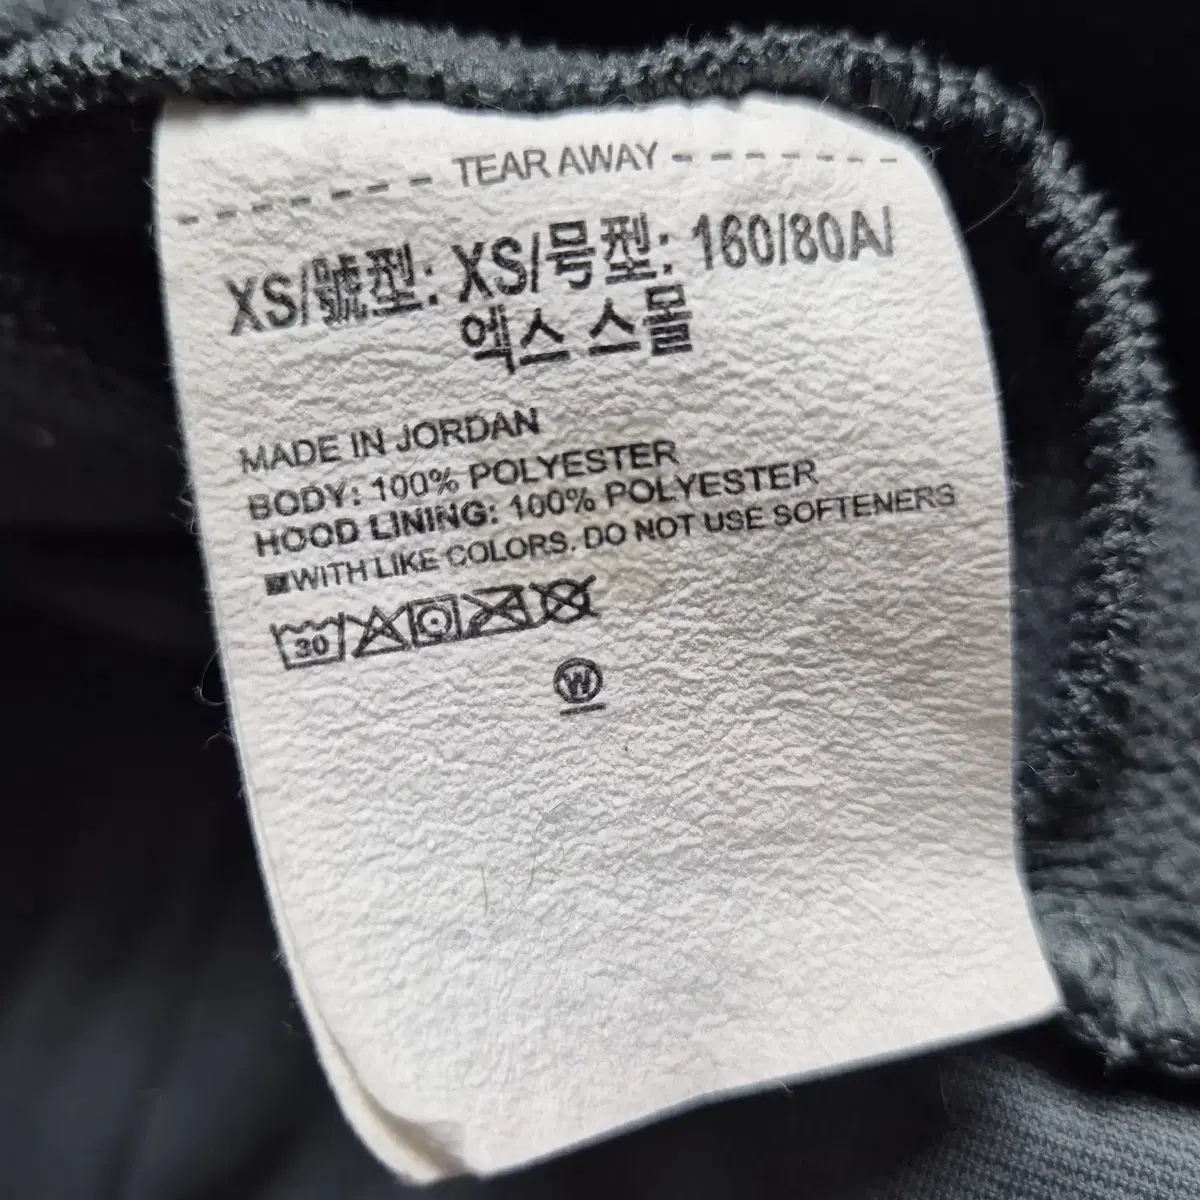 TEAR AWAY
XS/號型: XS/号型: 160/80A/
엑스 스몰
MADE IN JORDAN
BODY: 100% POLYESTER
HOOD LINING: 100% POLYESTER
WITH LIKE COLORS. DO NOT USE SOFTENERS
30
W